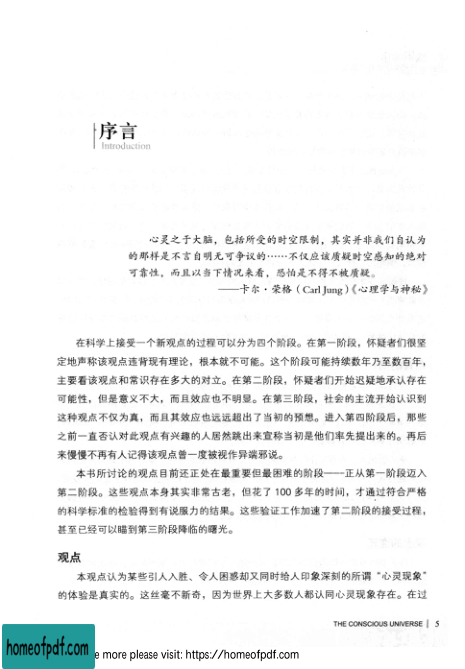 序言
Introduction
心灵之于大脑，包括所受的时空限制，其实并非我们自认为
的那样是不言自明无可争议的……不仅应该质疑时空感知的绝对
可靠性，而且以当下情况来看，恐怕是不得不被质疑。
——卡尔·荣格（Carl Jung）《心理学与神秘》
在科学上接受一个新观点的过程可以分为四个阶段。在第一阶段，怀疑者们很坚
定地声称该观点违背现有理论，根本就不可能。这个阶段可能持续数年乃至数百年，
主要看该观点和常识存在多大的对立。在第二阶段，怀疑者们开始迟疑地承认存在
可能性，但是意义不大，而且效应也不明显。在第三阶段，社会的主流开始认识到
这种观点不仅为真，而且其效应也远远超出了当初的预想。进入第四阶段后，那些
之前一直否认对此观点有兴趣的人居然跳出来宣称当初是他们率先提出来的。再后
来慢慢不再有人记得该观点曾一度被视作异端邪说。
本书所讨论的观点目前还正处在最重要但最困难的阶段——正从第一阶段迈入
第二阶段。这些观点本身其实非常古老，但花了 100 多年的时间，才通过符合严格
的科学标准的检验得到有说服力的结果。这些验证工作加速了第二阶段的接受过程，
甚至已经可以瞄到第三阶段降临的曙光。
观点
本观点认为某些引人入胜、令人困惑却又同时给人印象深刻的所谓“心灵现象”
的体验是真实的。这丝毫不新奇，因为世界上大多数人都认同心灵现象存在。在过
THE CONSCIOUS UNIVERSE | 5
homeofpdf.com
e more please visit: https://homeofpdf.com